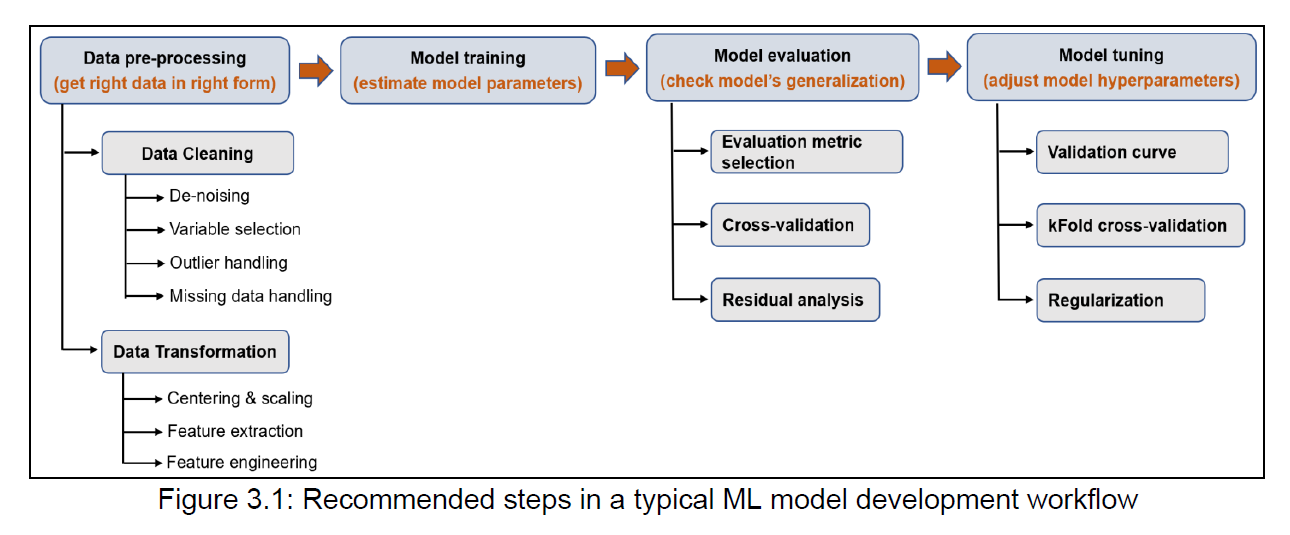 Data pre-processing
(get right data in right form)
Model training
(estimate model parameters)
Model evaluation
(check model's generalization)
Model tuning
(adjust model hyperparameters)
Data Cleaning
De-noising
Variable selection
Outlier handling
Missing data handling
Data Transformation
Centering & scaling
Feature extraction
Feature engineering
Evaluation metric
selection
Cross-validation
Residual analysis
Validation curve
kFold cross-validation
Regularization
Figure 3.1: Recommended steps in a typical ML model development workflow